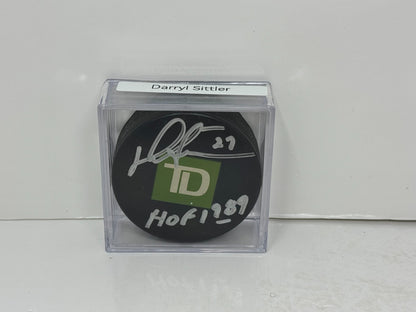 Darryl Sittler
27
TD
HOF 1989